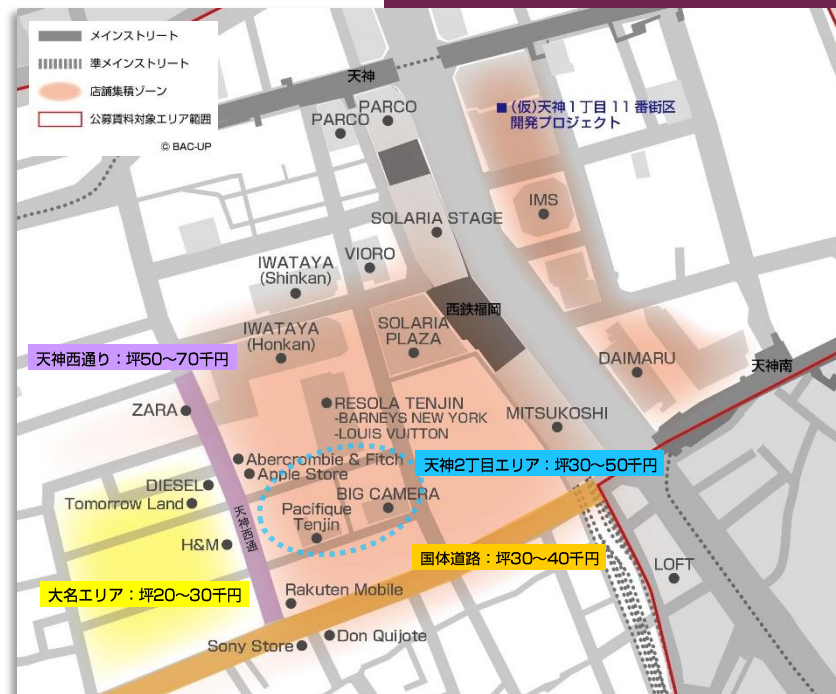 メインストリート
準メインストリート
店舗集積ゾーン
公募賃料対象エリア範囲
© BAC-UP
天神
PARCO
PARCO
■(仮)天神1丁目11番街区
開発プロジェクト
IMS
SOLARIA STAGE
VIORO
IWATAYA
(Shinkan)
西鉄福岡
SOLARIA
PLAZA
IWATAYA
(Honkan)
天神西通り：坪50～70千円
DAIMARU
天神南
ZARA
RESOLA TENJIN
-BARNEYS NEW YORK
-LOUIS VUITTON
MITSUKOSHI
Abercrombie & Fitch
Apple Store
天神2丁目エリア：坪30～50千円
DIESEL
Tomorrow Land
BIG CAMERA
Pacifique
Tenjin
天神西通
H&M
国体道路：坪30～40千円
LOFT
大名エリア：坪20～30千円
Rakuten Mobile
Don Quijote
Sony Store